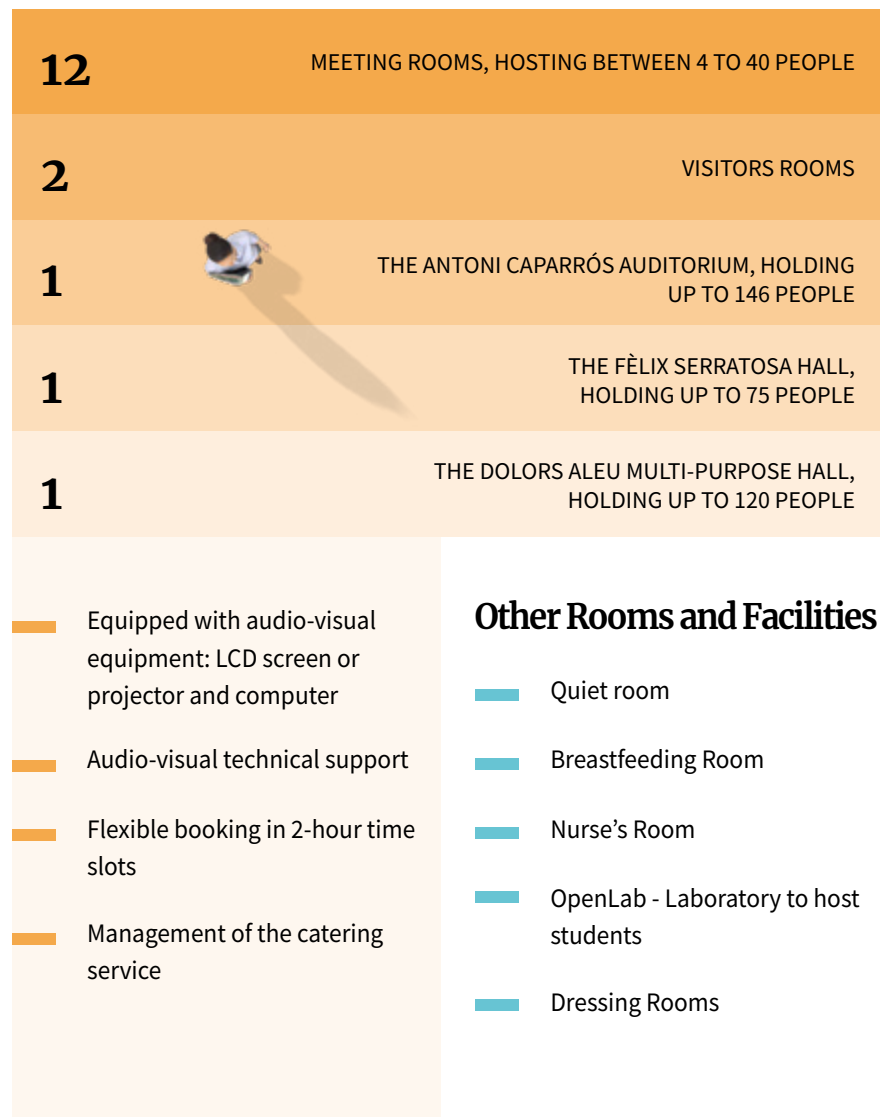 12
MEETING ROOMS, HOSTING BETWEEN 4 TO 40 PEOPLE
2
VISITORS ROOMS
1
THE ANTONI CAPARRÓS AUDITORIUM, HOLDING
UP TO 146 PEOPLE
1
THE FÈLIX SERRATOSA HALL,
HOLDING UP TO 75 PEOPLE
1
THE DOLORS ALEU MULTI-PURPOSE HALL,
HOLDING UP TO 120 PEOPLE
Equipped with audio-visual
equipment: LCD screen or
projector and computer
Audio-visual technical support
Flexible booking in 2-hour time
slots
Management of the catering
service
Other Rooms and Facilities
Quiet room
Breastfeeding Room
Nurse’s Room
OpenLab - Laboratory to host
students
Dressing Rooms